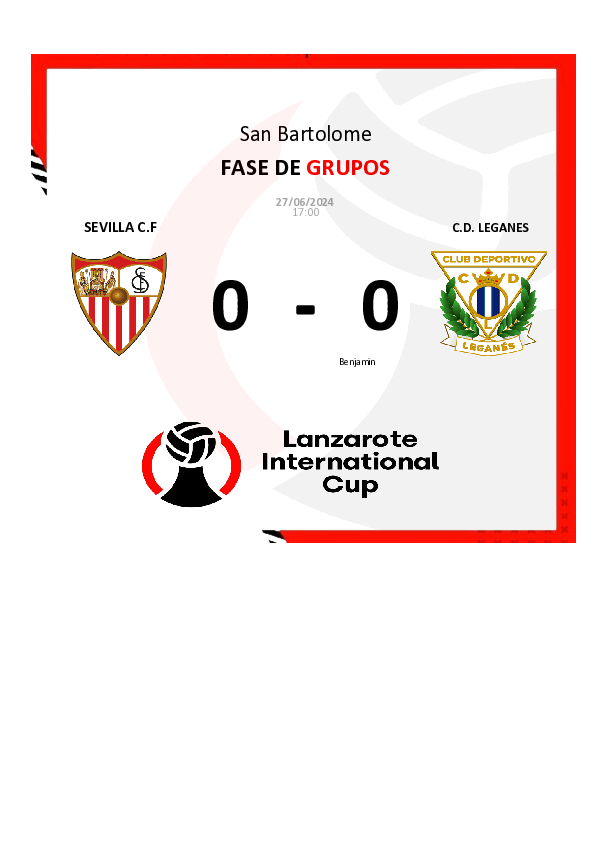 San Bartolome
FASE DE GRUPOS
27/06/2024
17:00
SEVILLA C.F
C.D. LEGANES
CLUB DEPORTIVO
C D
L
LEGANÉS
0 - 0
Benjamin
Lanzarote
International
Cup